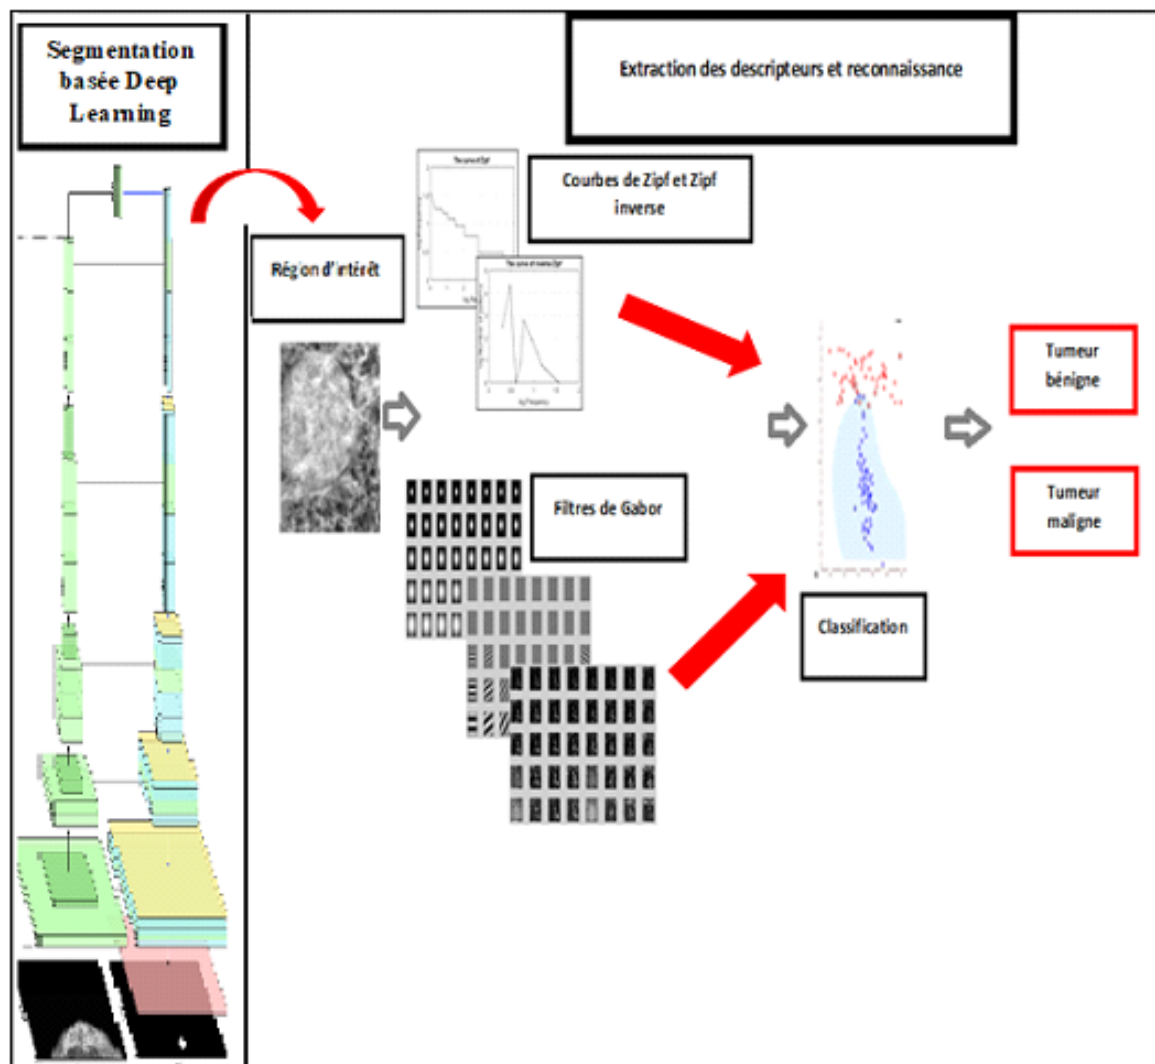 Segmentation
basée Deep
Learning
Extraction des descripteurs et reconnaissance
Courbes de Zipf et Zipf
inverse
Région d'intérêt
Filtres de Gabor
Classification
Tumeur
bénigne
Tumeur
maligne